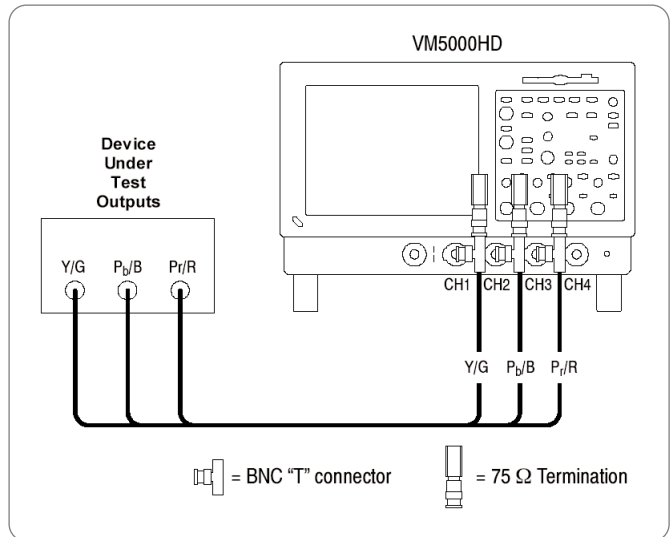 VM5000HD
Device
Under
Test
Outputs
Y/G Pb/B Pr/R
CH1 CH2 CH3 CH4
Y/G Pb/B Pr/R
= BNC “T” connector
= 75 Ω Termination